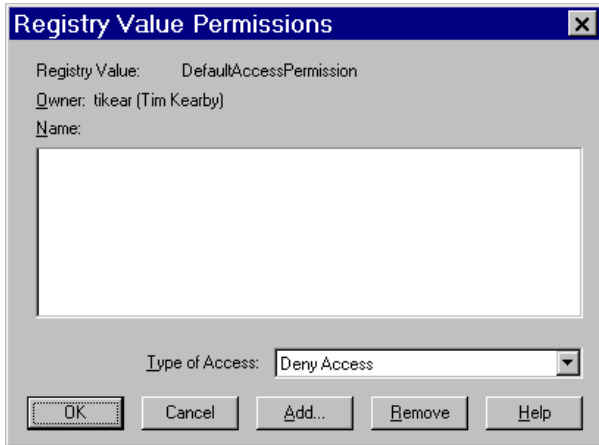 Registry Value Permissions
Registry Value: DefaultAccessPermission
Owner: tikear (Tim Kearby)
Name:
Type of Access: Deny Access
OK Cancel Add... Remove Help